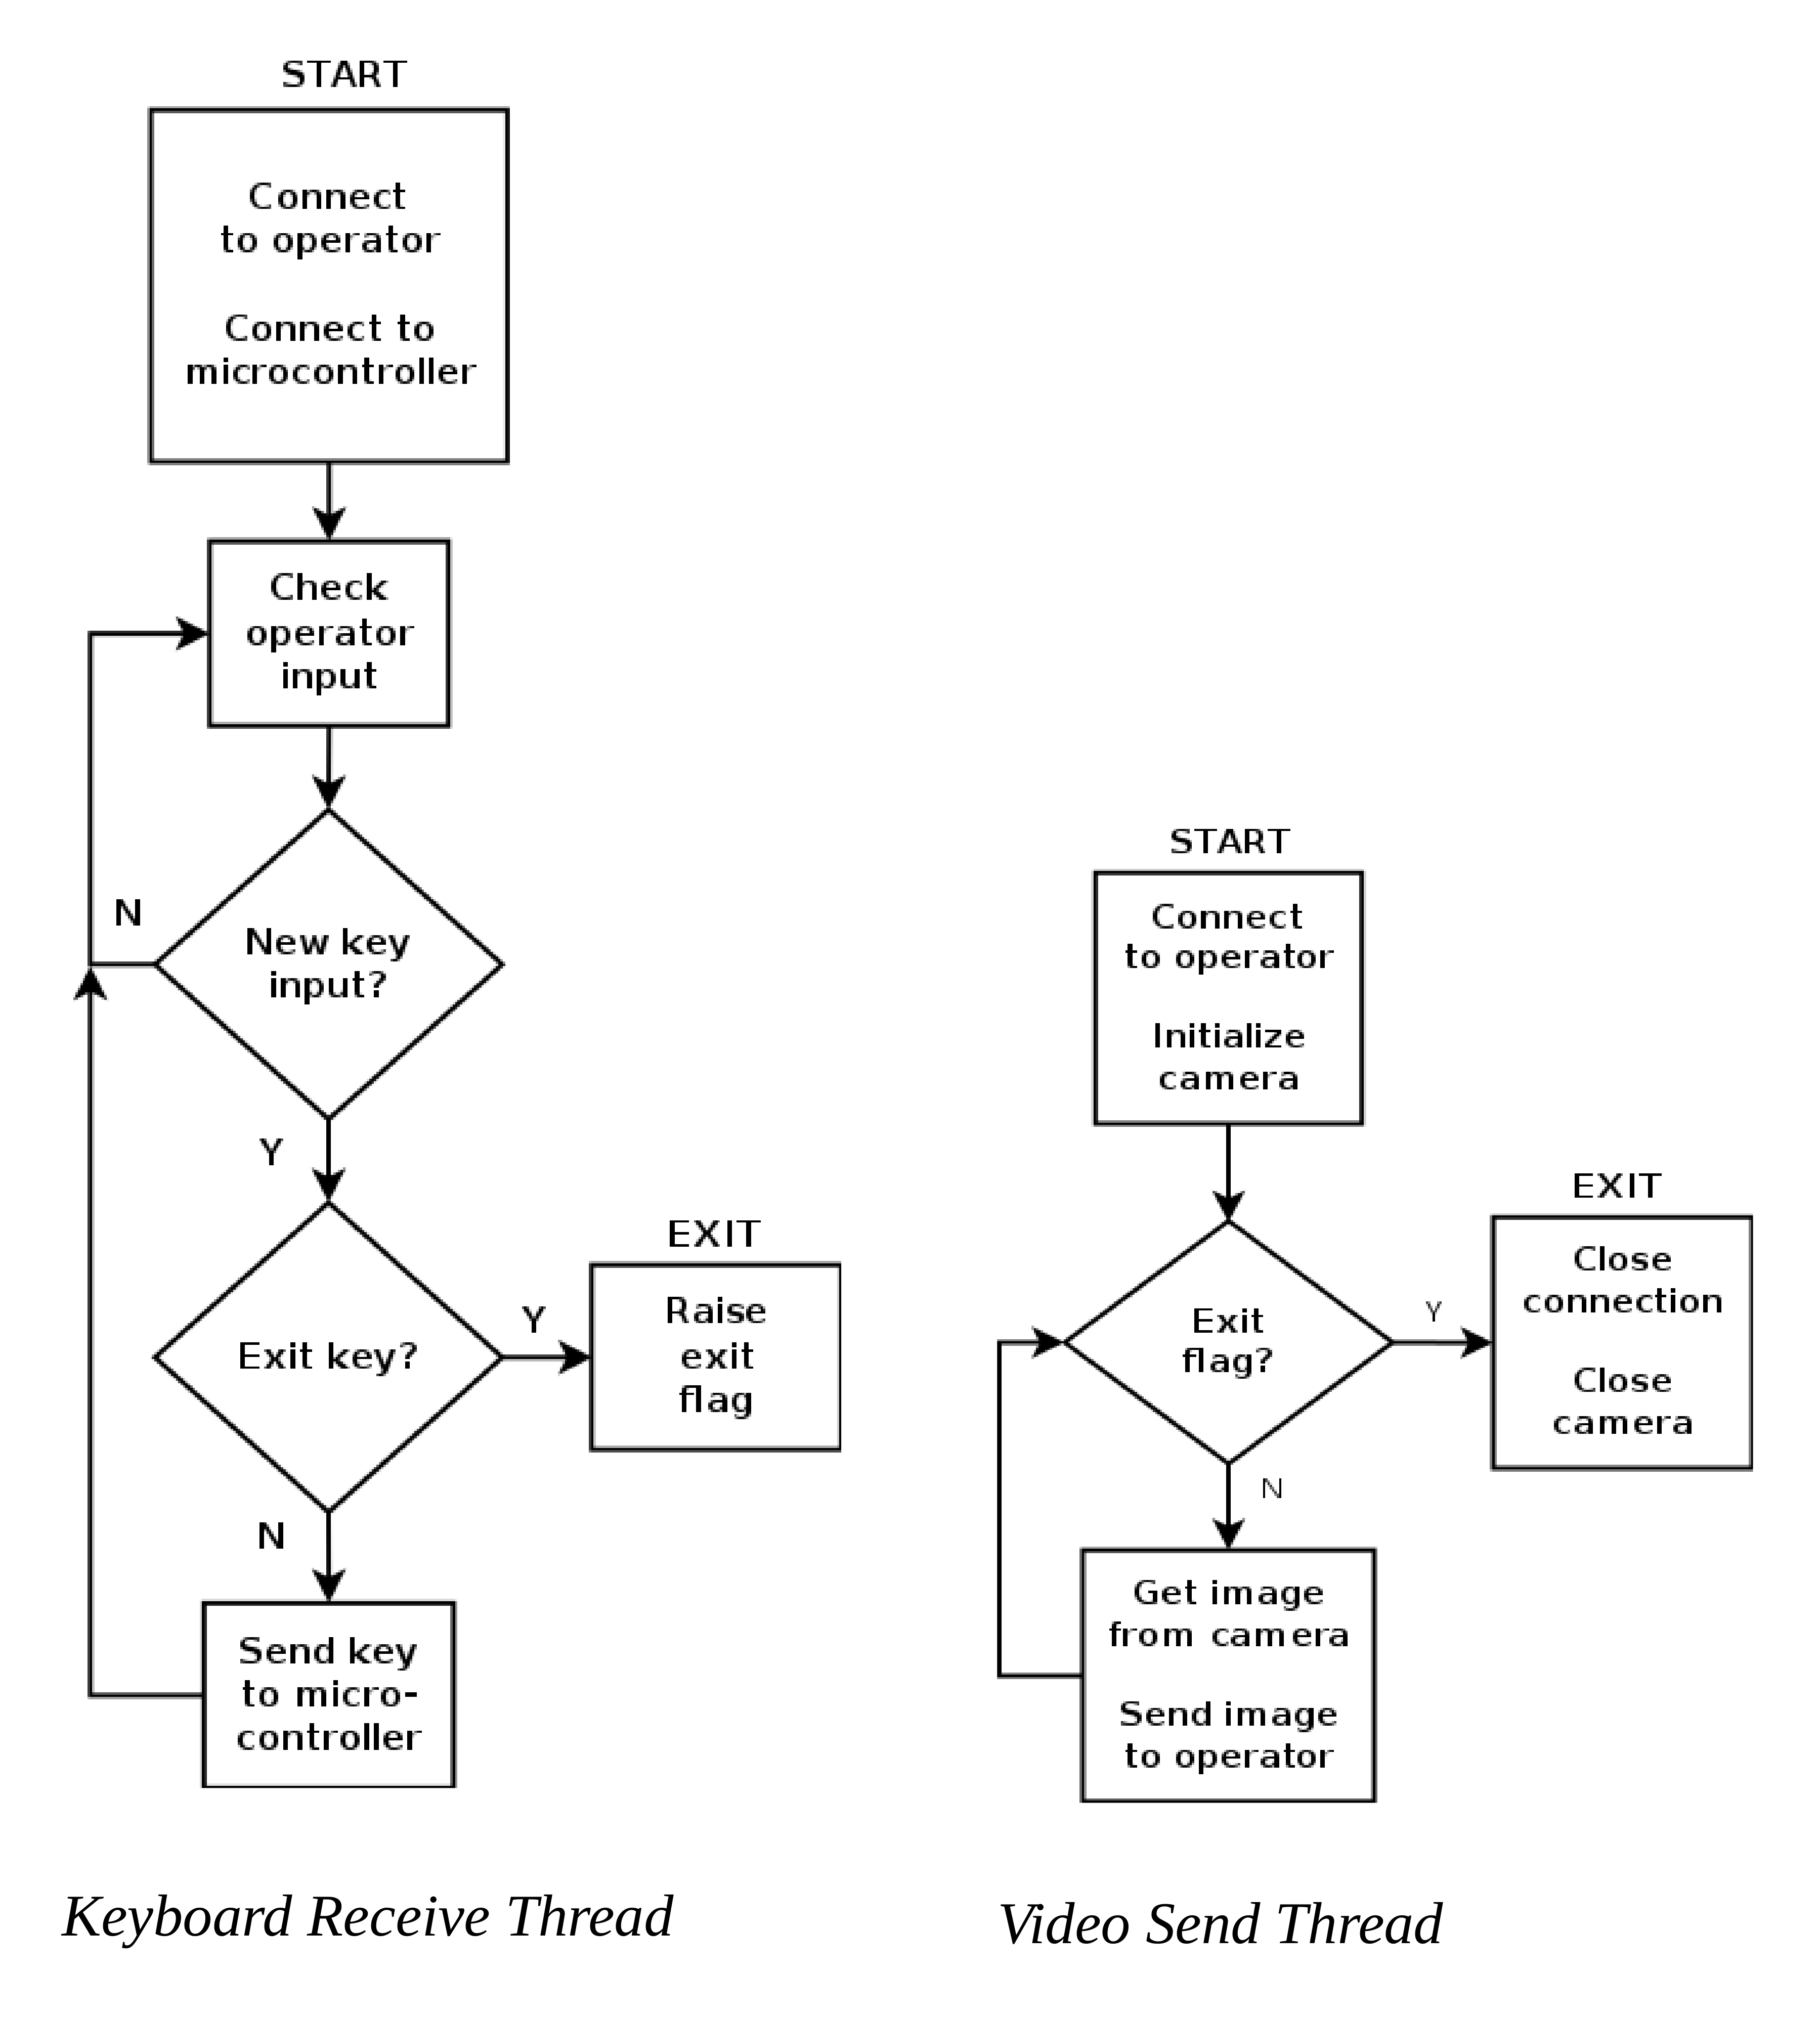 START
Connect
to operator
Connect to
microcontroller
Check
operator
input
N
New key
input?
Y
Exit key?
Y
EXIT
Raise
exit
flag
N
Send key
to micro-
controller
Keyboard Receive Thread
START
Connect
to operator
Initialize
camera
Exit
flag?
Y
EXIT
Close
connection
Close
camera
N
Get image
from camera
Send image
to operator
Video Send Thread